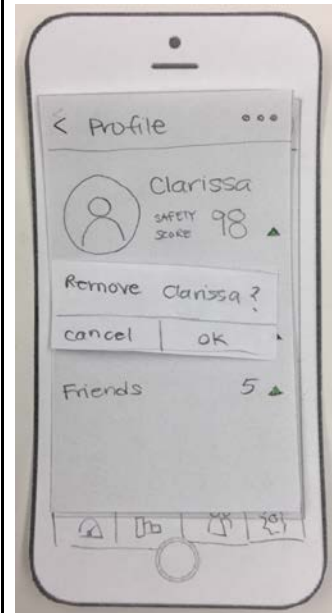 < Profile
Clarissa
SAFETY SCORE 98
Remove Clarissa?
cancel | OK
Friends 5